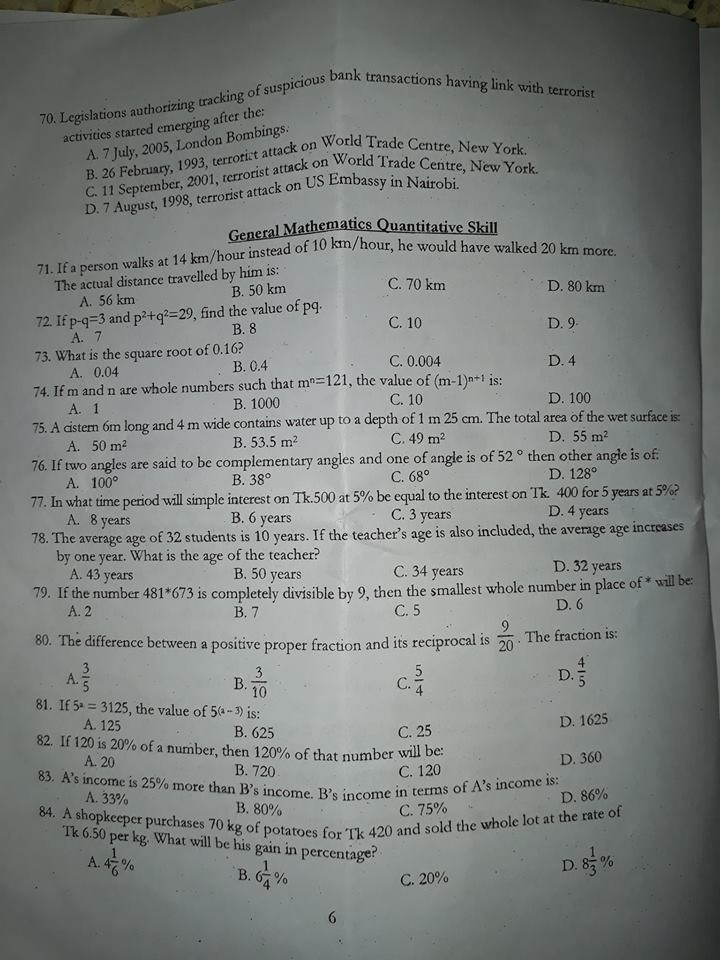 70. Legislations authorizing tracking of suspicious bank transactions having link with terrorist
activities started emerging after the:
A. 7 July, 2005, London Bombings.
B. 26 February, 1993, terrorist attack on World Trade Centre, New York.
C. 11 September, 2001, terrorist attack on World Trade Centre, New York.
D. 7 August, 1998, terrorist attack on US Embassy in Nairobi.
General Mathematics Quantitative Skill
71. If a person walks at 14 km/hour instead of 10 km/hour, he would have walked 20 km more.
The actual distance travelled by him is:
A. 56 km B. 50 km C. 70 km D. 80 km
72. If p-q=3 and p²+q²=29, find the value of pq.
A. 7 B. 8 C. 10 D. 9
73. What is the square root of 0.16?
A. 0.04 B. 0.4 C. 0.004 D. 4
74. If m and n are whole numbers such that mⁿ=121, the value of (m-1)ⁿ⁺¹ is:
A. 1 B. 1000 C. 10 D. 100
75. A cistern 6m long and 4 m wide contains water up to a depth of 1 m 25 cm. The total area of the wet surface is:
A. 50 m² B. 53.5 m² C. 49 m² D. 55 m²
76. If two angles are said to be complementary angles and one of angle is of 52 ° then other angle is of:
A. 100° B. 38° C. 68° D. 128°
77. In what time period will simple interest on Tk.500 at 5% be equal to the interest on Tk. 400 for 5 years at 5%?
A. 8 years B. 6 years C. 3 years D. 4 years
78. The average age of 32 students is 10 years. If the teacher's age is also included, the average age increases
by one year. What is the age of the teacher?
A. 43 years B. 50 years C. 34 years D. 32 years
79. If the number 481*673 is completely divisible by 9, then the smallest whole number in place of * will be:
A. 2 B. 7 C. 5 D. 6
80. The difference between a positive proper fraction and its reciprocal is 9/20. The fraction is:
A. 3/5 B. 3/10 C. 5/4 D. 4/5
81. If 5ᵃ = 3125, the value of 5⁽ᵃ⁻³⁾ is:
A. 125 B. 625 C. 25 D. 1625
82. If 120 is 20% of a number, then 120% of that number will be:
A. 20 B. 720 C. 120 D. 360
83. A's income is 25% more than B's income. B's income in terms of A's income is:
A. 33% B. 80% C. 75% D. 86%
84. A shopkeeper purchases 70 kg of potatoes for Tk 420 and sold the whole lot at the rate of
Tk 6.50 per kg. What will be his gain in percentage?
A. 4 1/6 % B. 6 1/4 % C. 20% D. 8 1/3 %
6